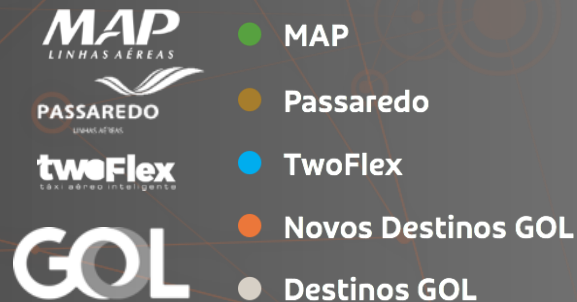 MAP
LINHAS AÉREAS
MAP
PASSAREDO
LINHAS AÉREAS
Passaredo
twoFlex
táxi aéreo inteligente
TwoFlex
Novos Destinos GOL
GOL
Destinos GOL